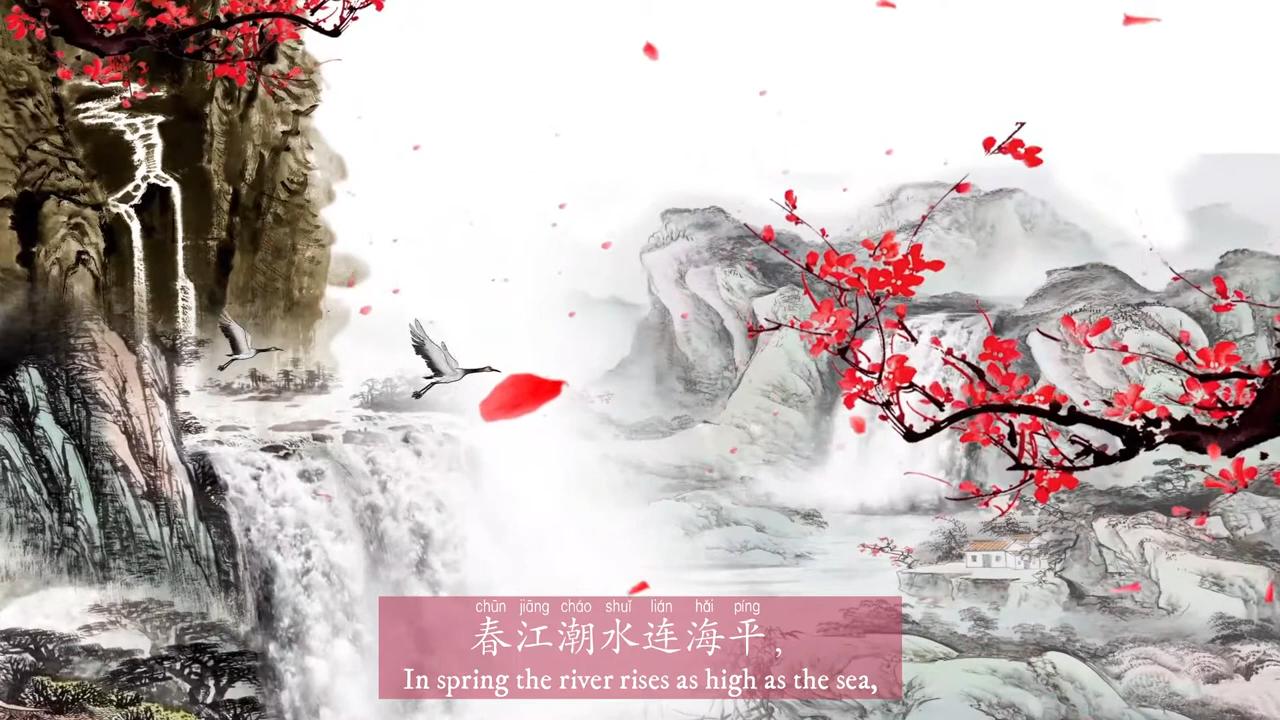 chūn jiāng cháo shuǐ lián hǎi píng
春江潮水连海平，
In spring the river rises as high as the sea,